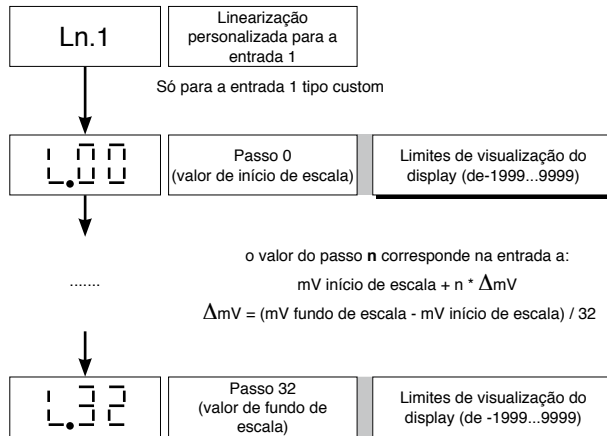 Ln.1
Linearização
personalizada para a
entrada 1
Só para a entrada 1 tipo custom
L.00
Passo 0
(valor de início de escala)
Limites de visualização do
display (de-1999...9999)
o valor do passo n corresponde na entrada a:
.......
mV início de escala + n * ΔmV
ΔmV = (mV fundo de escala - mV início de escala) / 32
L.32
Passo 32
(valor de fundo de
escala)
Limites de visualização do
display (de -1999...9999)